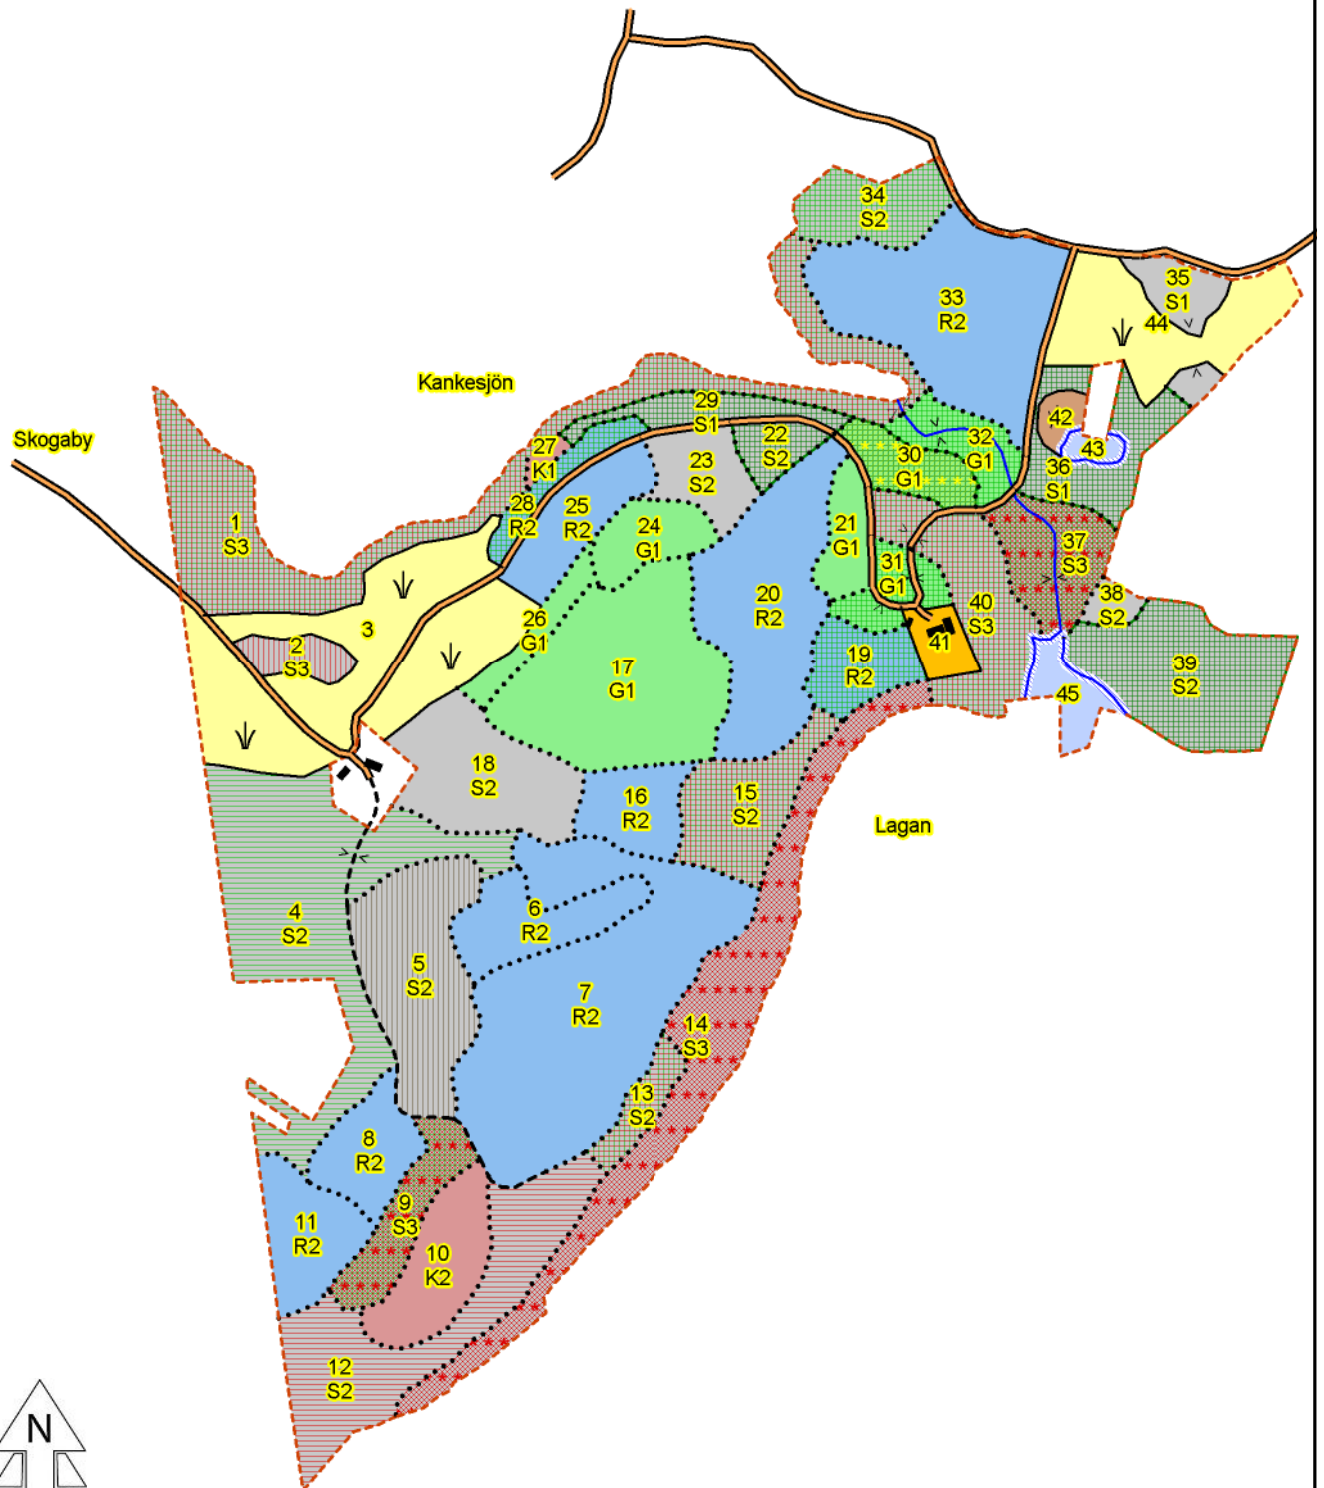 34
S2
35
S1
33
R2
44
Kankesjön
29
S1
42
Skogaby
22
S2
32
G1
27
K1
23
S2
30
G1
43
36
S1
28
R2
25
R2
24
G1
21
G1
1
S3
37
S3
31
G1
20
R2
40
S3
38
S2
26
G1
3
2
S3
41
19
R2
17
G1
39
S2
45
18
S2
16
R2
15
S2
Lagan
4
S2
6
R2
5
S2
7
R2
14
S3
13
S2
8
R2
9
S3
11
R2
10
K2
12
S2
N